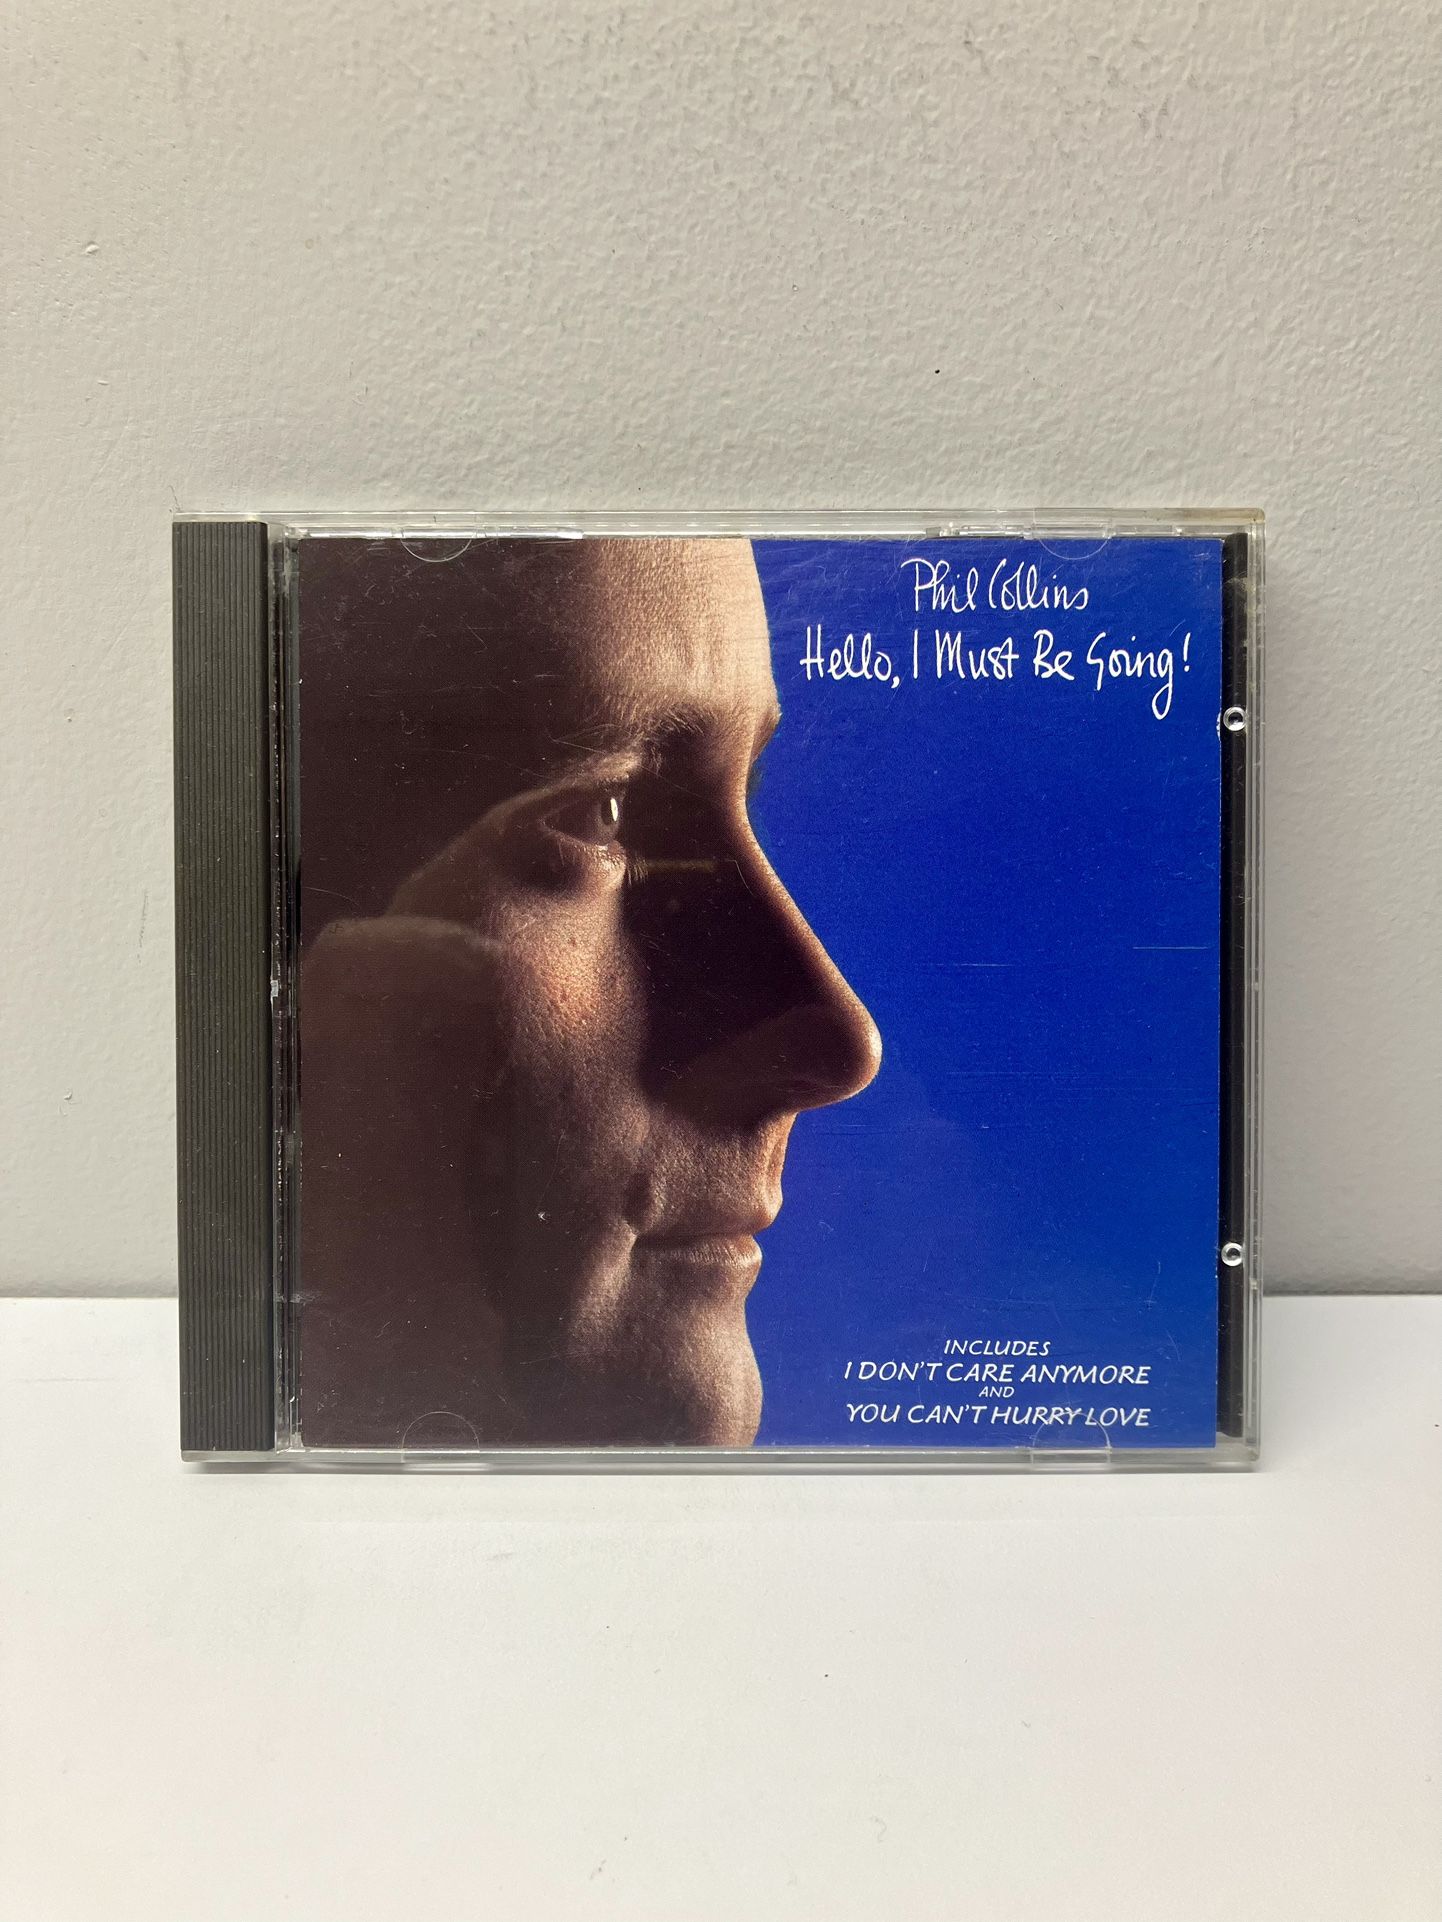 Phil Collins
Hello, I Must Be Going!
INCLUDES
I DON'T CARE ANYMORE
AND
YOU CAN'T HURRY LOVE